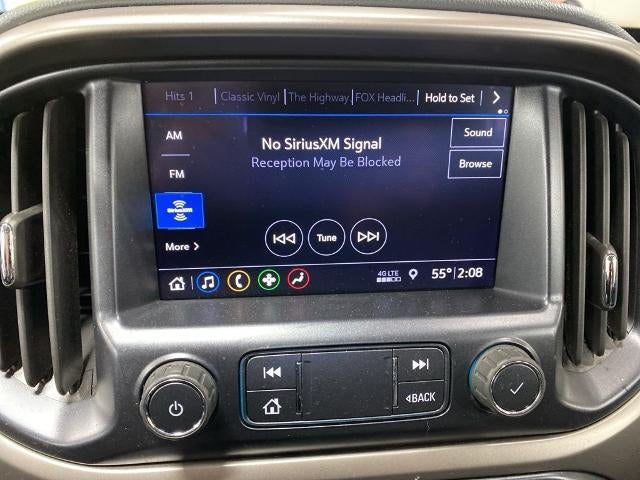 Hits 1 Classic Vinyl The Highway FOX Headli... Hold to Set
AM
No SiriusXM Signal
Sound
Reception May Be Blocked
Browse
FM
SiriusXM
More
Tune
4G LTE
55° 2:08
BACK